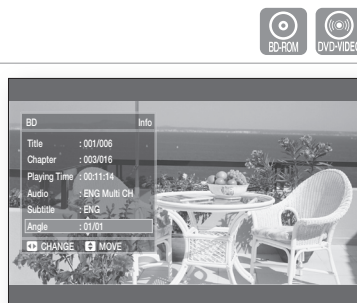 BD-ROM DVD-VIDEO
BD Info
Title : 001/006
Chapter : 003/016
Playing Time : 00:11:14
Audio : ENG Multi CH
Subtitle : ENG
Angle : 01/01
CHANGE MOVE